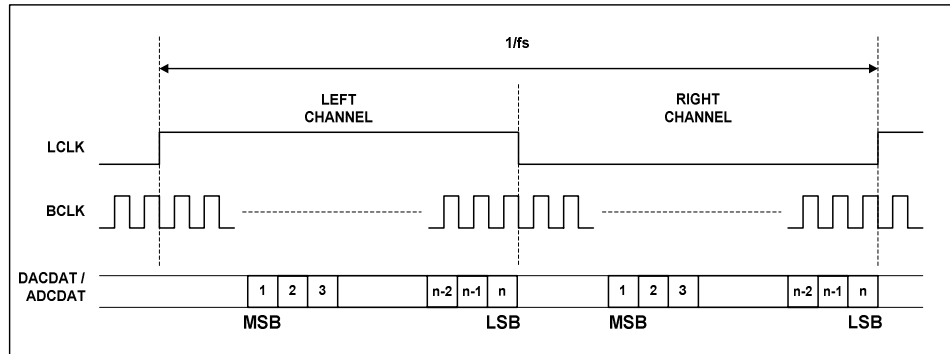 1/fs
LEFT
CHANNEL
RIGHT
CHANNEL
LCLK
BCLK
DACDAT /
ADCDAT
1 2 3 n-2 n-1 n 1 2 3 n-2 n-1 n
MSB LSB MSB LSB